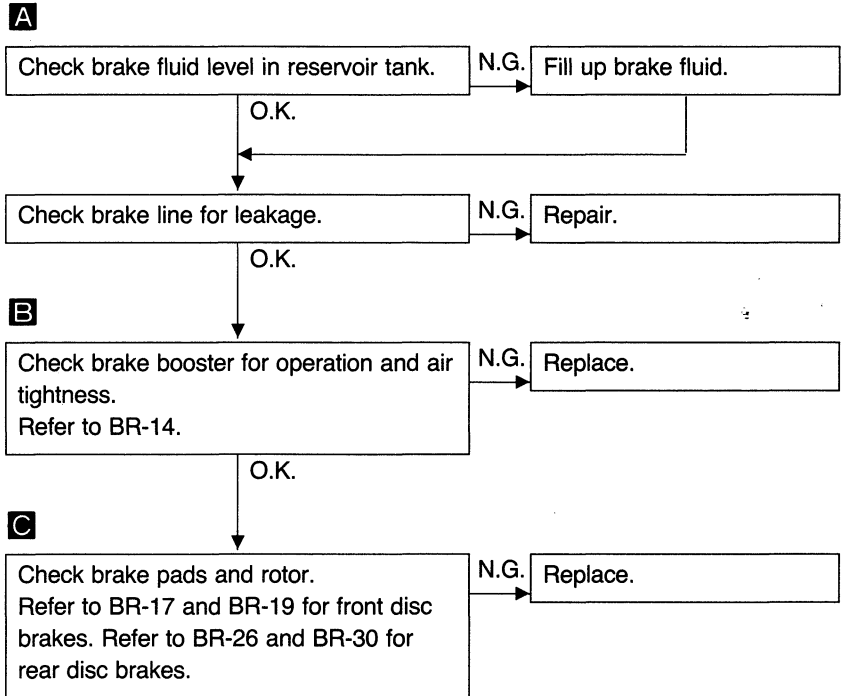 A
Check brake fluid level in reservoir tank.
N.G.
Fill up brake fluid.
O.K.
Check brake line for leakage.
N.G.
Repair.
O.K.
B
Check brake booster for operation and air
tightness.
Refer to BR-14.
N.G.
Replace.
O.K.
C
Check brake pads and rotor.
Refer to BR-17 and BR-19 for front disc
brakes. Refer to BR-26 and BR-30 for
rear disc brakes.
N.G.
Replace.